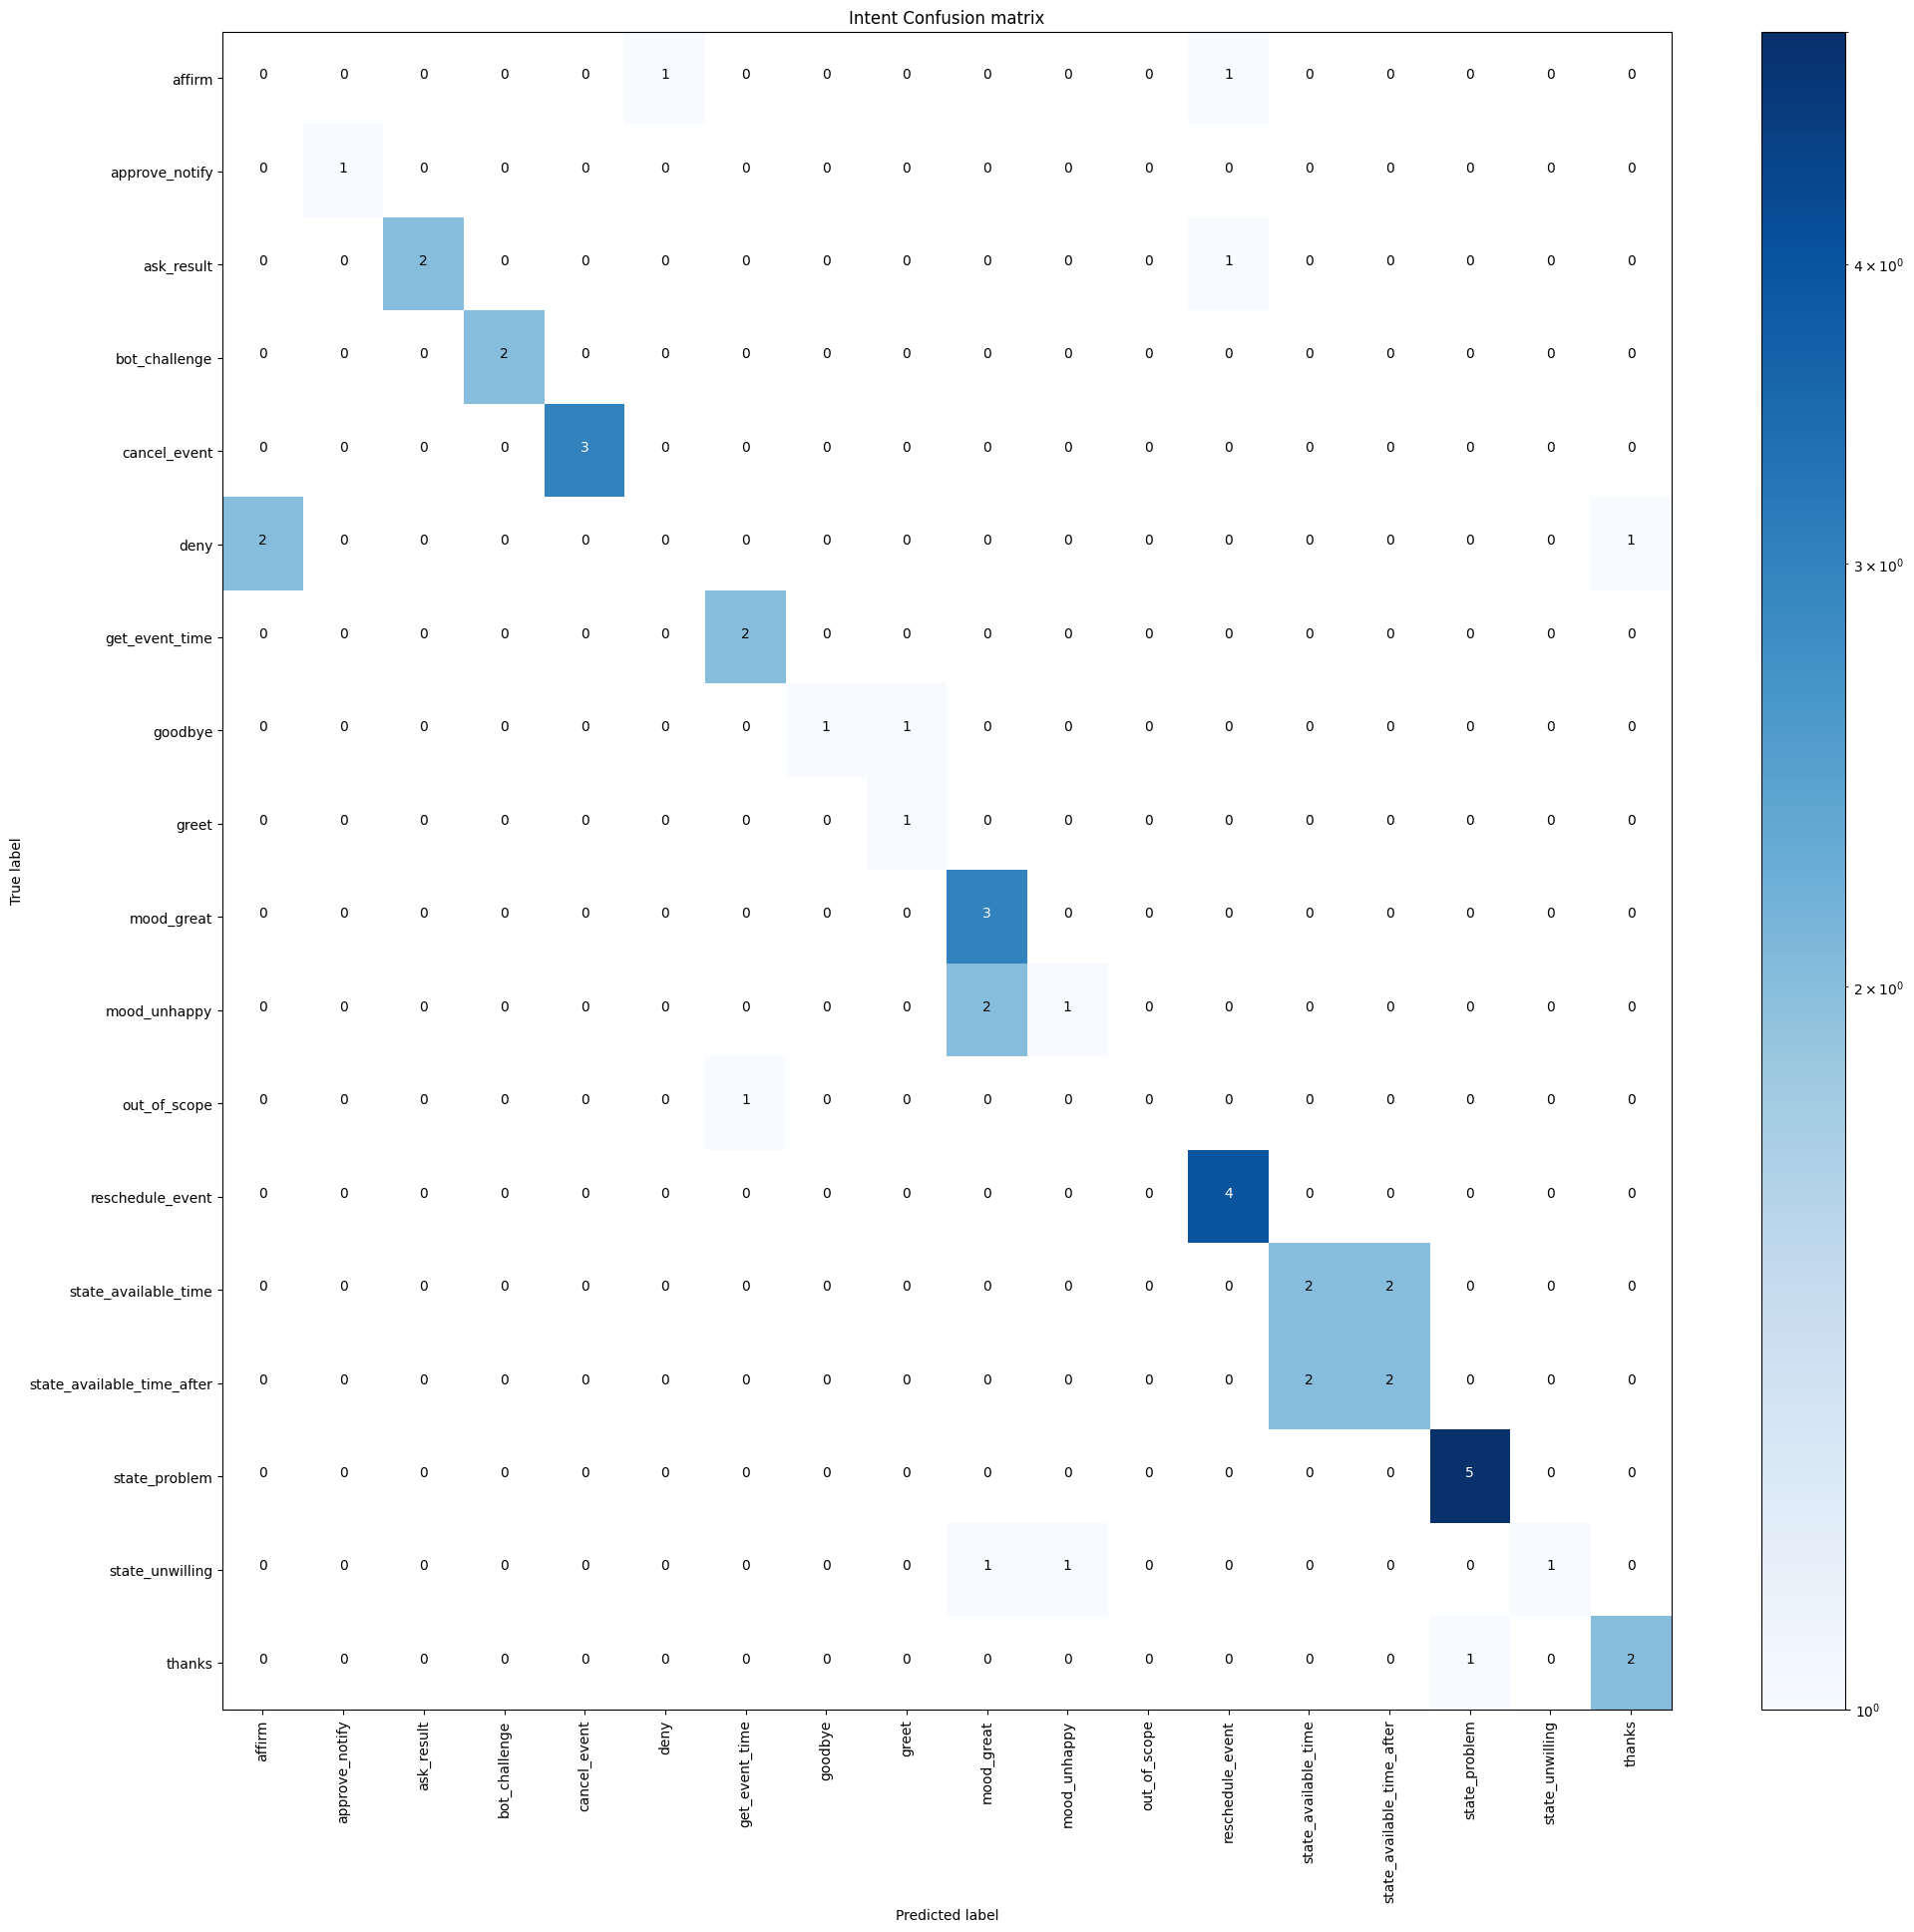 Intent Confusion matrix
affirm 0 0 0 0 0 1 0 0 0 0 0 0 1 0 0 0 0 0
approve_notify 0 1 0 0 0 0 0 0 0 0 0 0 0 0 0 0 0 0
ask_result 0 0 2 0 0 0 0 0 0 0 0 0 1 0 0 0 0 0
4 × 10⁰
bot_challenge 0 0 0 2 0 0 0 0 0 0 0 0 0 0 0 0 0 0
cancel_event 0 0 0 0 3 0 0 0 0 0 0 0 0 0 0 0 0 0
deny 2 0 0 0 0 0 0 0 0 0 0 0 0 0 0 0 0 1
3 × 10⁰
get_event_time 0 0 0 0 0 0 2 0 0 0 0 0 0 0 0 0 0 0
goodbye 0 0 0 0 0 0 0 1 1 0 0 0 0 0 0 0 0 0
greet 0 0 0 0 0 0 0 0 1 0 0 0 0 0 0 0 0 0
True label
mood_great 0 0 0 0 0 0 0 0 0 3 0 0 0 0 0 0 0 0
2 × 10⁰
mood_unhappy 0 0 0 0 0 0 0 0 0 2 1 0 0 0 0 0 0 0
out_of_scope 0 0 0 0 0 0 1 0 0 0 0 0 0 0 0 0 0 0
reschedule_event 0 0 0 0 0 0 0 0 0 0 0 0 4 0 0 0 0 0
state_available_time 0 0 0 0 0 0 0 0 0 0 0 0 0 2 2 0 0 0
state_available_time_after 0 0 0 0 0 0 0 0 0 0 0 0 0 2 2 0 0 0
state_problem 0 0 0 0 0 0 0 0 0 0 0 0 0 0 0 5 0 0
state_unwilling 0 0 0 0 0 0 0 0 0 1 1 0 0 0 0 0 1 0
thanks 0 0 0 0 0 0 0 0 0 0 0 0 0 0 0 1 0 2
10⁰
affirm
approve_notify
ask_result
bot_challenge
cancel_event
deny
get_event_time
goodbye
greet
mood_great
mood_unhappy
out_of_scope
reschedule_event
state_available_time
state_available_time_after
state_problem
state_unwilling
thanks
Predicted label